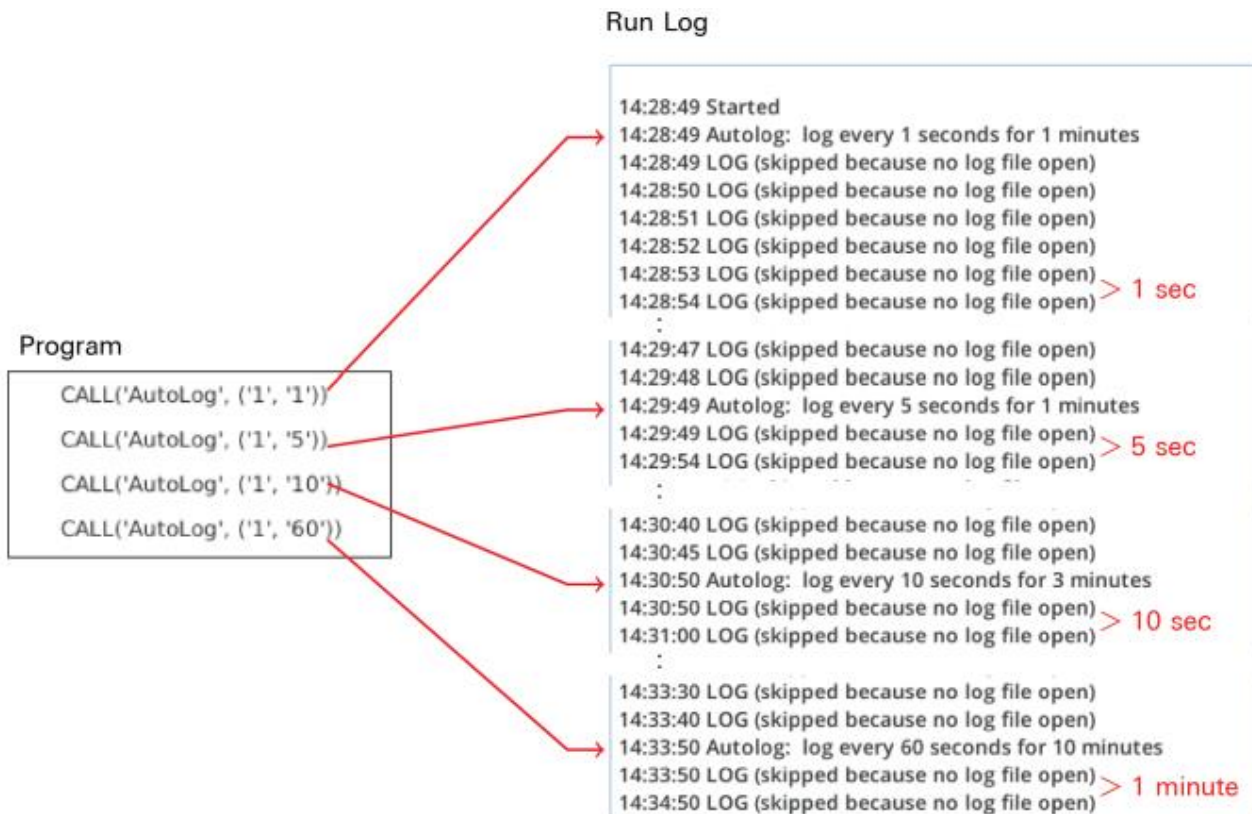 Run Log
14:28:49 Started
14:28:49 Autolog:  log every 1 seconds for 1 minutes
14:28:49 LOG (skipped because no log file open)
14:28:50 LOG (skipped because no log file open)
14:28:51 LOG (skipped because no log file open)
14:28:52 LOG (skipped because no log file open)
14:28:53 LOG (skipped because no log file open)
> 1 sec
14:28:54 LOG (skipped because no log file open)
:
14:29:47 LOG (skipped because no log file open)
14:29:48 LOG (skipped because no log file open)
14:29:49 Autolog:  log every 5 seconds for 1 minutes
14:29:49 LOG (skipped because no log file open)
> 5 sec
14:29:54 LOG (skipped because no log file open)
:
14:30:40 LOG (skipped because no log file open)
14:30:45 LOG (skipped because no log file open)
14:30:50 Autolog:  log every 10 seconds for 3 minutes
14:30:50 LOG (skipped because no log file open)
> 10 sec
14:31:00 LOG (skipped because no log file open)
:
14:33:30 LOG (skipped because no log file open)
14:33:40 LOG (skipped because no log file open)
14:33:50 Autolog:  log every 60 seconds for 10 minutes
14:33:50 LOG (skipped because no log file open)
> 1 minute
14:34:50 LOG (skipped because no log file open)
Program
CALL('AutoLog', ('1', '1'))
CALL('AutoLog', ('1', '5'))
CALL('AutoLog', ('1', '10'))
CALL('AutoLog', ('1', '60'))